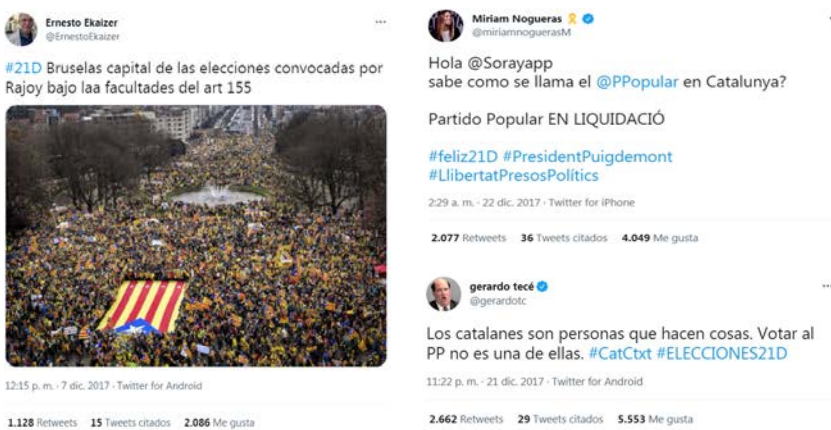 Ernesto Ekaizer
@ErnestoEkaizer
#21D Bruselas capital de las elecciones convocadas por
Rajoy bajo laa facultades del art 155
12:15 p. m. · 7 dic. 2017 · Twitter for Android
1.128 Retweets 15 Tweets citados 2.086 Me gusta
Miriam Nogueras
@miriamnoguerasM
Hola @Sorayapp
sabe como se llama el @PPopular en Catalunya?
Partido Popular EN LIQUIDACIÓ
#feliz21D #PresidentPuigdemont
#LlibertatPresosPolítics
2:29 a. m. · 22 dic. 2017 · Twitter for iPhone
2.077 Retweets 36 Tweets citados 4.049 Me gusta
gerardo tecé
@gerardotc
Los catalanes son personas que hacen cosas. Votar al
PP no es una de ellas. #CatCtxt #ELECCIONES21D
11:22 p. m. · 21 dic. 2017 · Twitter for Android
2.662 Retweets 29 Tweets citados 5.553 Me gusta